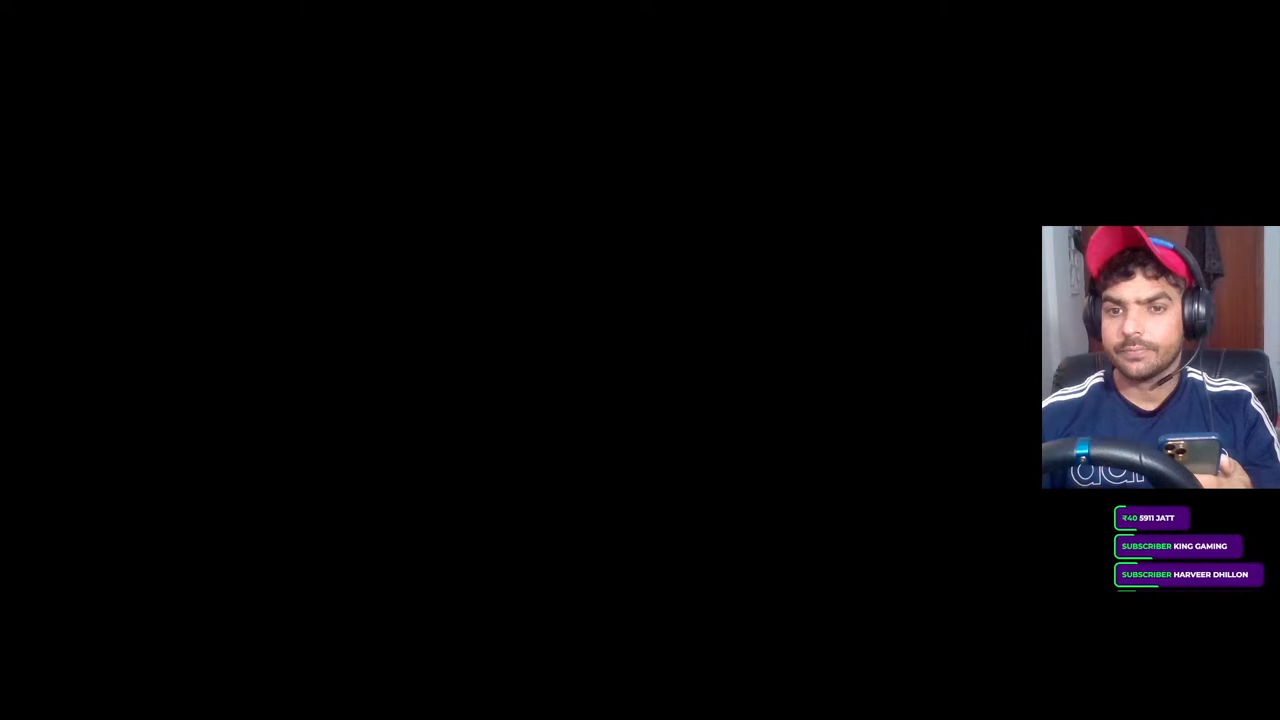 ₹40 5911 JATT
SUBSCRIBER KING GAMING
SUBSCRIBER HARVEER DHILLON